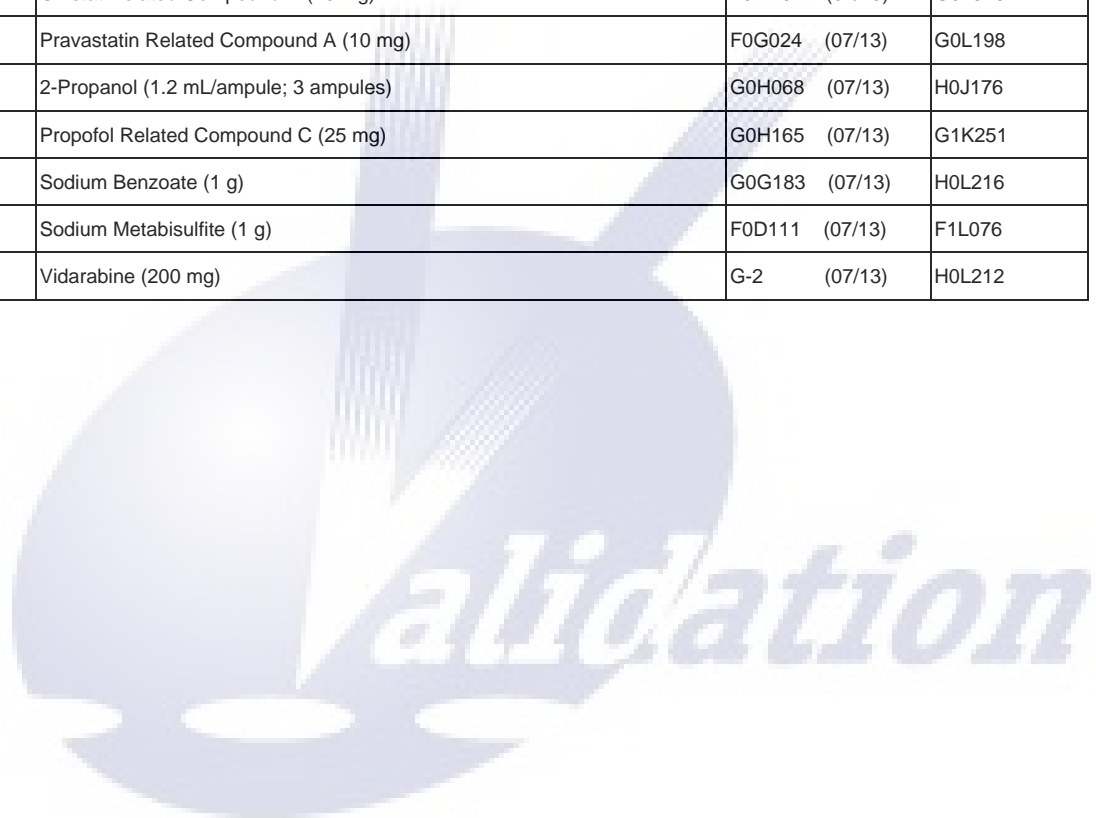 Pravastatin Related Compound A (10 mg) F0G024 (07/13) G0L198
2-Propanol (1.2 mL/ampule; 3 ampules) G0H068 (07/13) H0J176
Propofol Related Compound C (25 mg) G0H165 (07/13) G1K251
Sodium Benzoate (1 g) G0G183 (07/13) H0L216
Sodium Metabisulfite (1 g) F0D111 (07/13) F1L076
Vidarabine (200 mg) G-2 (07/13) H0L212
Validation